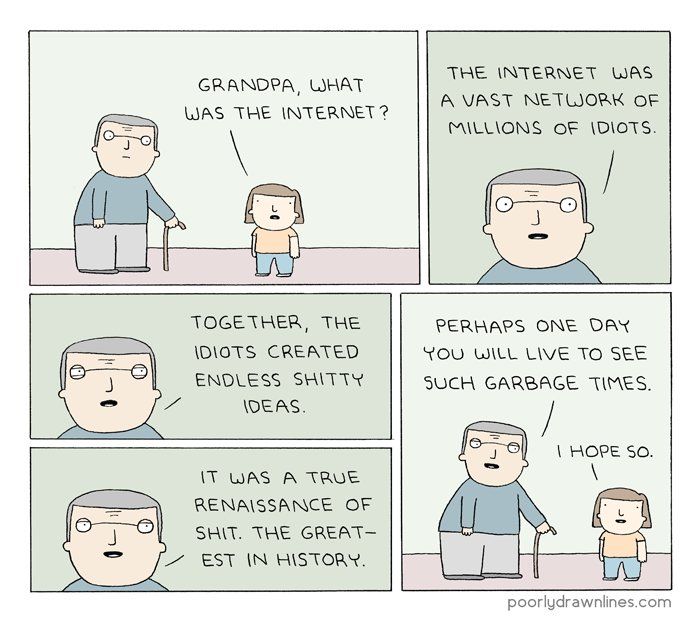 GRANDPA, WHAT
WAS THE INTERNET?
THE INTERNET WAS
A VAST NETWORK OF
MILLIONS OF IDIOTS.
TOGETHER, THE
IDIOTS CREATED
ENDLESS SHITTY
IDEAS.
IT WAS A TRUE
RENAISSANCE OF
SHIT. THE GREAT-
EST IN HISTORY.
PERHAPS ONE DAY
YOU WILL LIVE TO SEE
SUCH GARBAGE TIMES.
I HOPE SO.
poorlydrawnlines.com